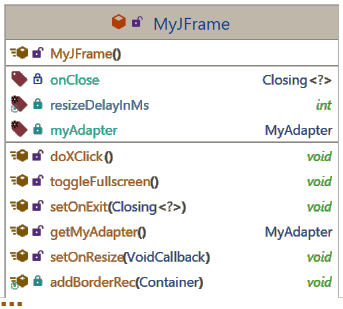 MyJFrame
MyJFrame()
onClose Closing<?>
resizeDelayInMs int
myAdapter MyAdapter
doXClick() void
toggleFullscreen() void
setOnExit(Closing<?>) void
getMyAdapter() MyAdapter
setOnResize(VoidCallback) void
addBorderRec(Container) void
...